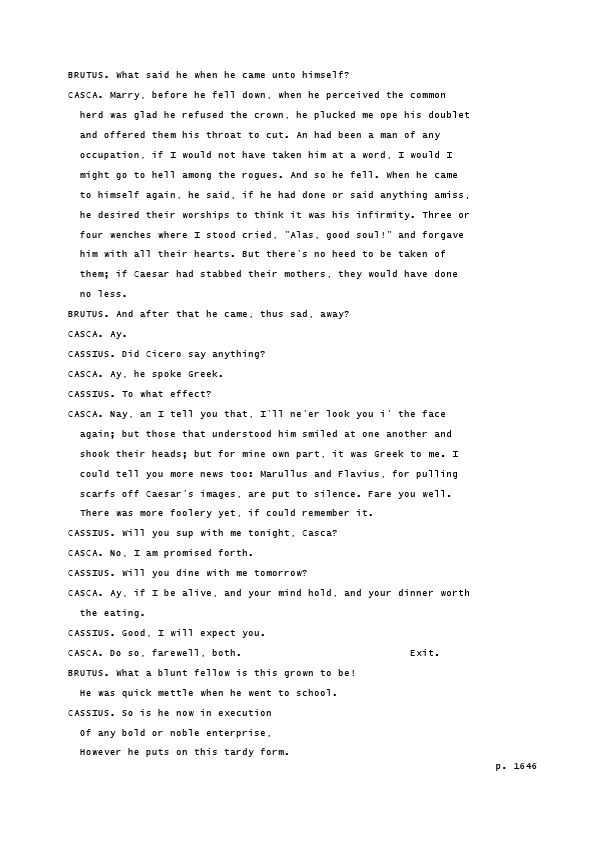 BRUTUS. What said he when he came unto himself?
CASCA. Marry, before he fell down, when he perceived the common
herd was glad he refused the crown, he plucked me ope his doublet
and offered them his throat to cut. An had been a man of any
occupation, if I would not have taken him at a word, I would I
might go to hell among the rogues. And so he fell. When he came
to himself again, he said, if he had done or said anything amiss,
he desired their worships to think it was his infirmity. Three or
four wenches where I stood cried, "Alas, good soul!" and forgave
him with all their hearts. But there's no heed to be taken of
them; if Caesar had stabbed their mothers, they would have done
no less.
BRUTUS. And after that he came, thus sad, away?
CASCA. Ay.
CASSIUS. Did Cicero say anything?
CASCA. Ay, he spoke Greek.
CASSIUS. To what effect?
CASCA. Nay, an I tell you that, I'll ne'er look you i' the face
again; but those that understood him smiled at one another and
shook their heads; but for mine own part, it was Greek to me. I
could tell you more news too: Marullus and Flavius, for pulling
scarfs off Caesar's images, are put to silence. Fare you well.
There was more foolery yet, if could remember it.
CASSIUS. Will you sup with me tonight, Casca?
CASCA. No, I am promised forth.
CASSIUS. Will you dine with me tomorrow?
CASCA. Ay, if I be alive, and your mind hold, and your dinner worth
the eating.
CASSIUS. Good, I will expect you.
CASCA. Do so, farewell, both. Exit.
BRUTUS. What a blunt fellow is this grown to be!
He was quick mettle when he went to school.
CASSIUS. So is he now in execution
Of any bold or noble enterprise,
However he puts on this tardy form.
p. 1646